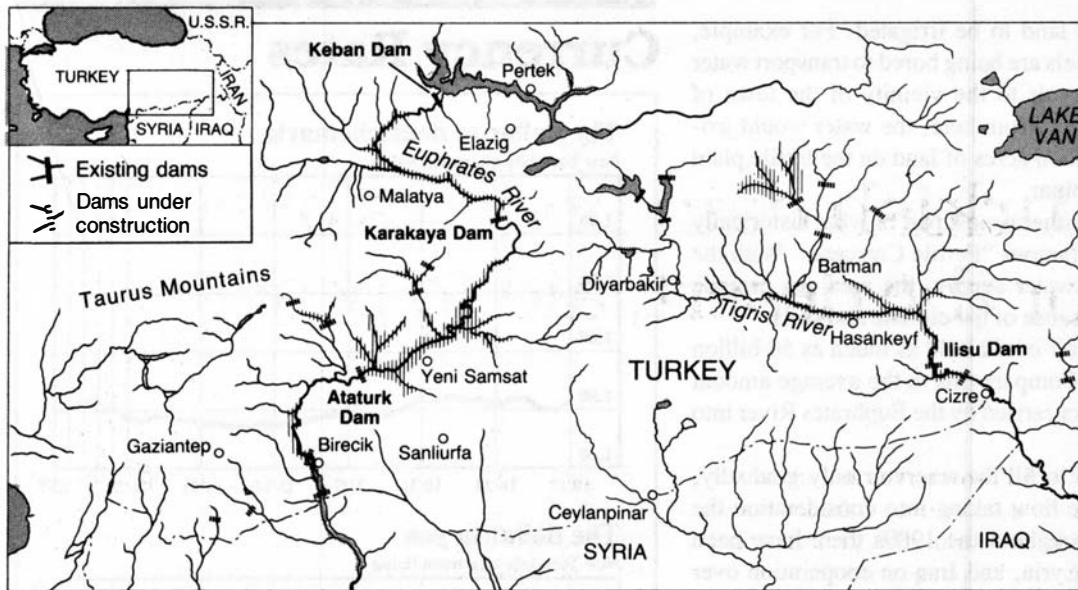 U.S.S.R.
TURKEY
IRAN
SYRIA
IRAQ
Existing dams
Dams under
construction
Keban Dam
Pertek
Elazig
Euphrates River
Malatya
Karakaya Dam
LAKE
VAN
Taurus Mountains
Diyarbakir
Batman
Tigris River
Hasankeyf
Ilisu Dam
Cizre
Yeni Samsat
TURKEY
Ataturk
Dam
Birecik
Gaziantep
Sanliurfa
Ceylanpinar
SYRIA
IRAQ